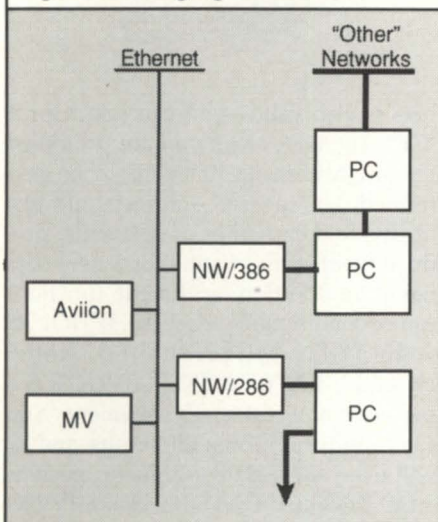 Ethernet
"Other"
Networks
PC
NW/386
PC
Aviion
NW/286
MV
PC